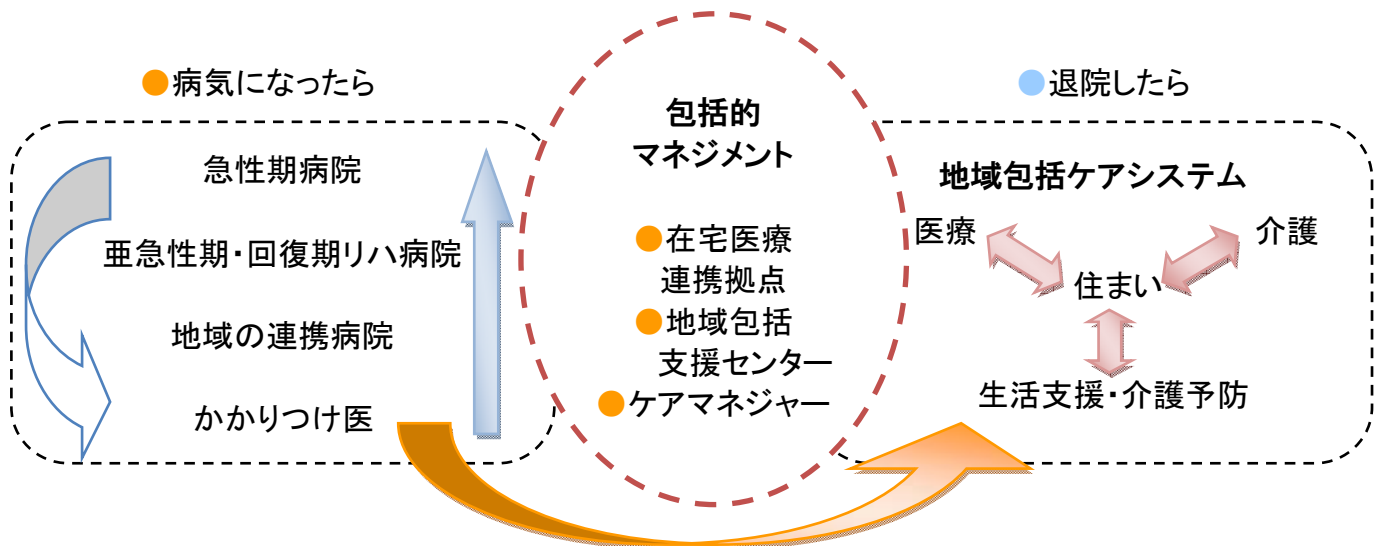 ●病気になったら
急性期病院
亜急性期・回復期リハ病院
地域の連携病院
かかりつけ医
包括的
マネジメント
●在宅医療
連携拠点
●地域包括
支援センター
●ケアマネジャー
●退院したら
地域包括ケアシステム
医療
介護
住まい
生活支援・介護予防